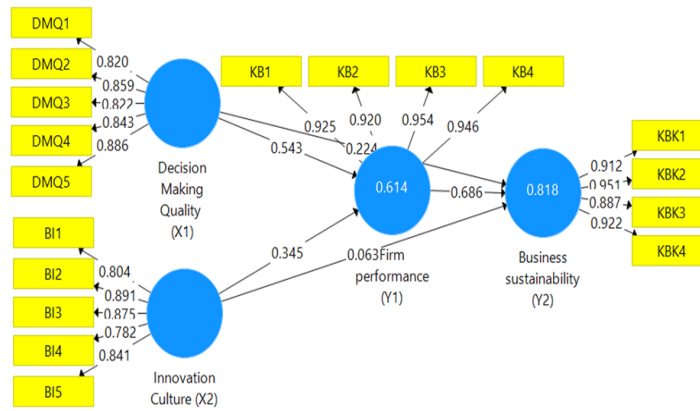 DMQ1
DMQ2
DMQ3
DMQ4
DMQ5
0.820
0.859
0.822
0.843
0.886
Decision
Making
Quality
(X1)
KB1
KB2
KB3
KB4
0.925
0.920
0.954
0.946
0.543
0.224
0.614
0.686
0.818
0.345
0.063
Firm
performance
(Y1)
Business
sustainability
(Y2)
0.912
0.951
0.887
0.922
KBK1
KBK2
KBK3
KBK4
BI1
BI2
BI3
BI4
BI5
0.804
0.891
0.875
0.782
0.841
Innovation
Culture (X2)